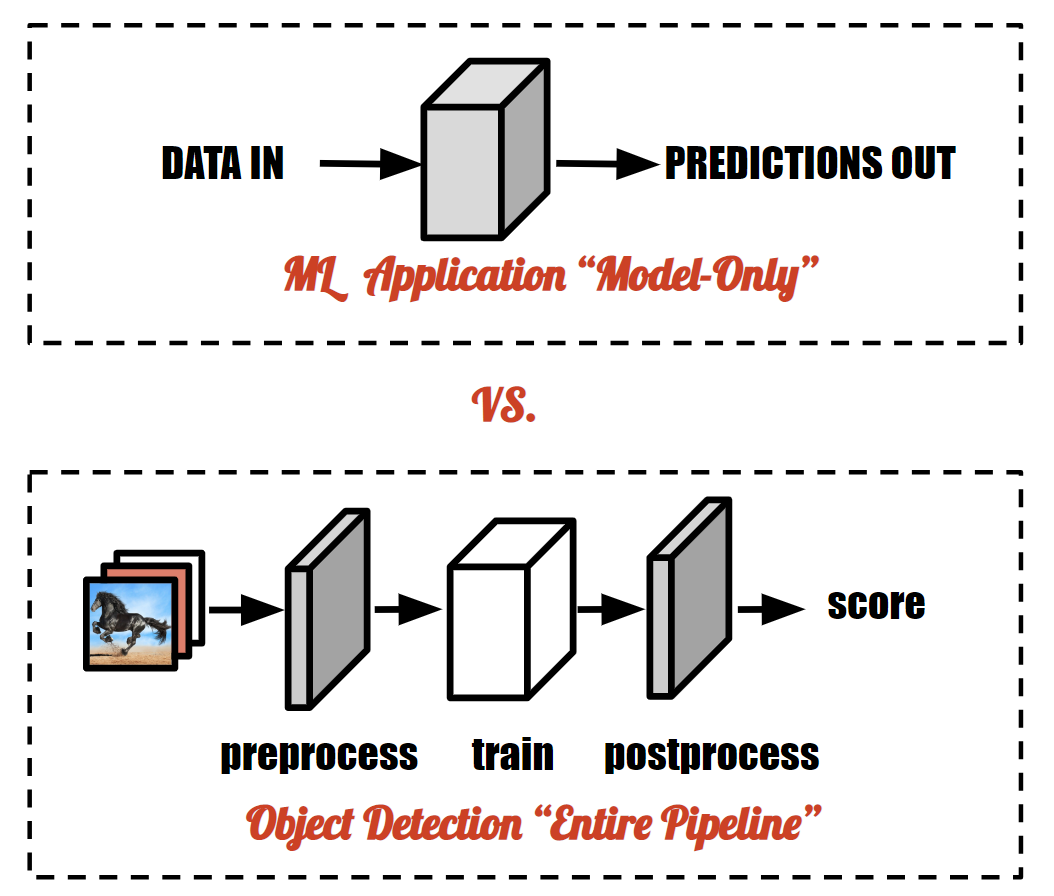 DATA IN
PREDICTIONS OUT
ML Application “Model-Only”
VS.
score
preprocess
train
postprocess
Object Detection “Entire Pipeline”